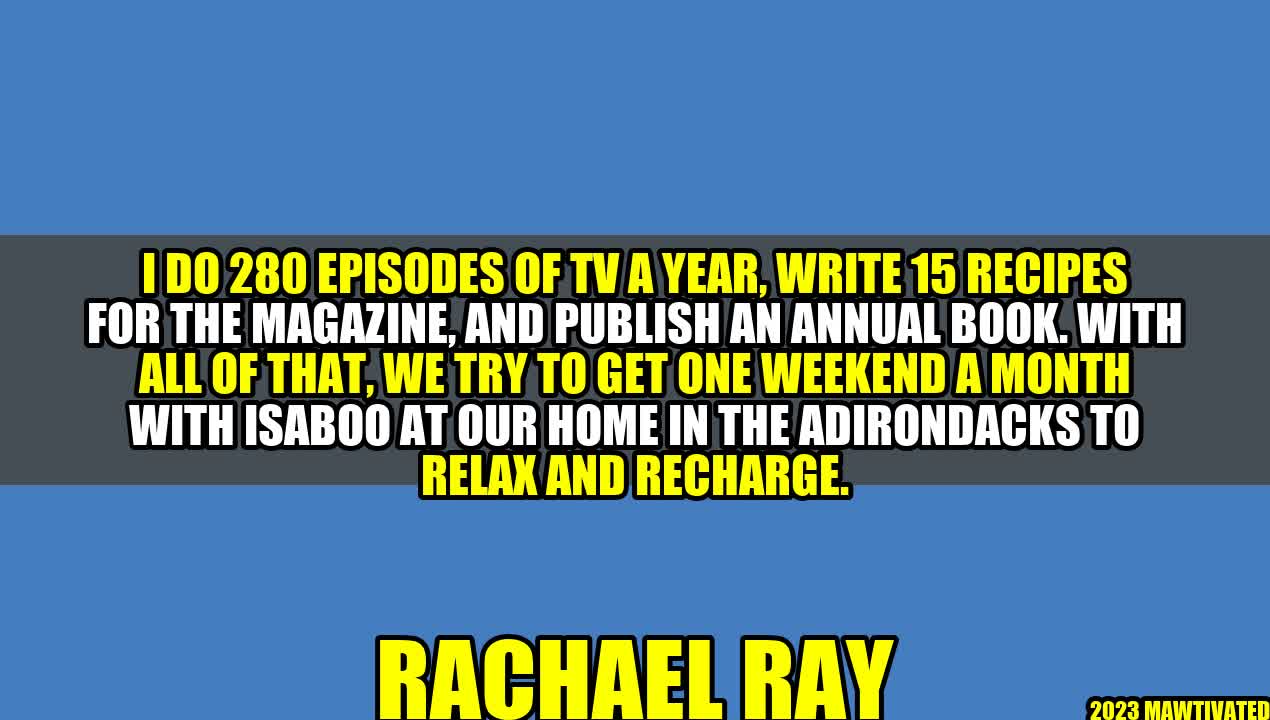 I DO 280 EPISODES OF TV A YEAR, WRITE 15 RECIPES
FOR THE MAGAZINE, AND PUBLISH AN ANNUAL BOOK. WITH
ALL OF THAT, WE TRY TO GET ONE WEEKEND A MONTH
WITH ISABOO AT OUR HOME IN THE ADIRONDACKS TO
RELAX AND RECHARGE.
RACHAEL RAY
2023 MAWTIVATED